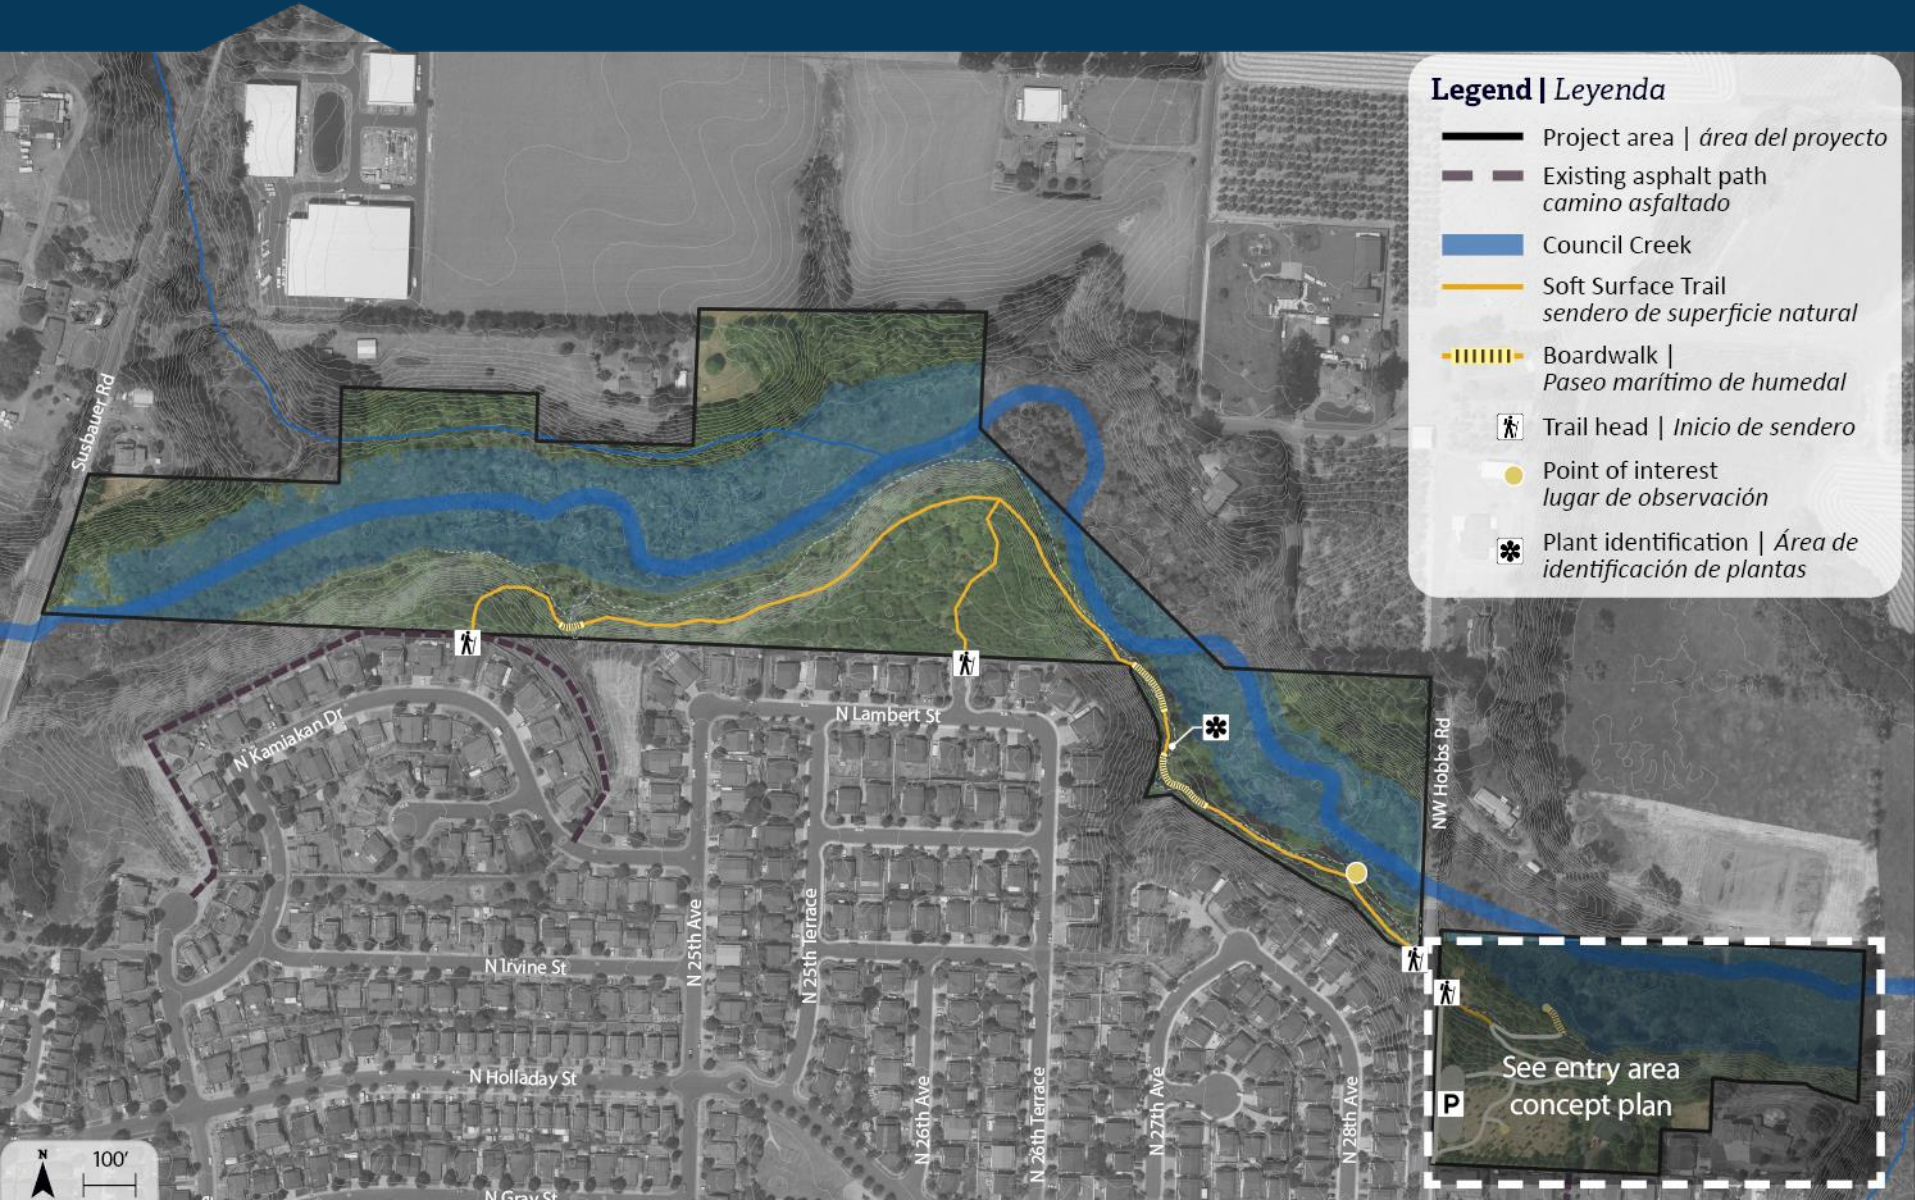 Legend | Leyenda
Project area | área del proyecto
Existing asphalt path
camino asfaltado
Council Creek
Soft Surface Trail
sendero de superficie natural
Boardwalk |
Paseo marítimo de humedal
Trail head | Inicio de sendero
Point of interest
lugar de observación
Plant identification | Área de
identificación de plantas
Susbauer Rd
N Kamiakan Dr
N Lambert St
NW Hobbs Rd
N 25th Ave
N 25th Terrace
N Irvine St
N Holladay St
N 26th Ave
N 26th Terrace
N 27th Ave
N 28th Ave
See entry area
concept plan
P
N
100'
N Gray St